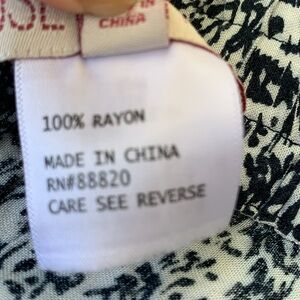 IN
CHINA
100% RAYON
MADE IN CHINA
RN#88820
CARE SEE REVERSE